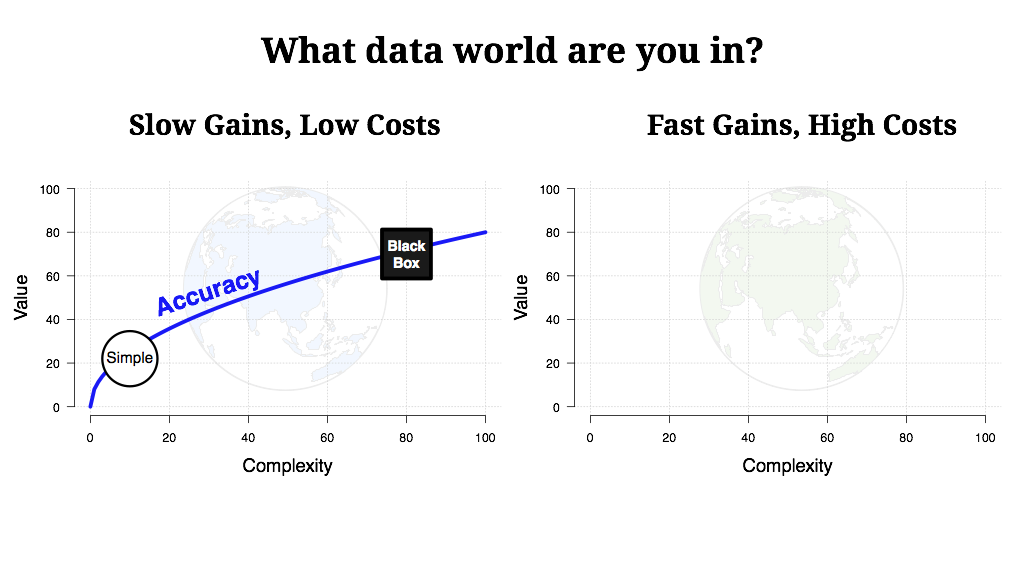 What data world are you in?
Slow Gains, Low Costs
Fast Gains, High Costs
100
80
60
40
20
0
Value
Accuracy
Simple
Black
Box
0 20 40 60 80 100
Complexity
100
80
60
40
20
0
Value
0 20 40 60 80 100
Complexity